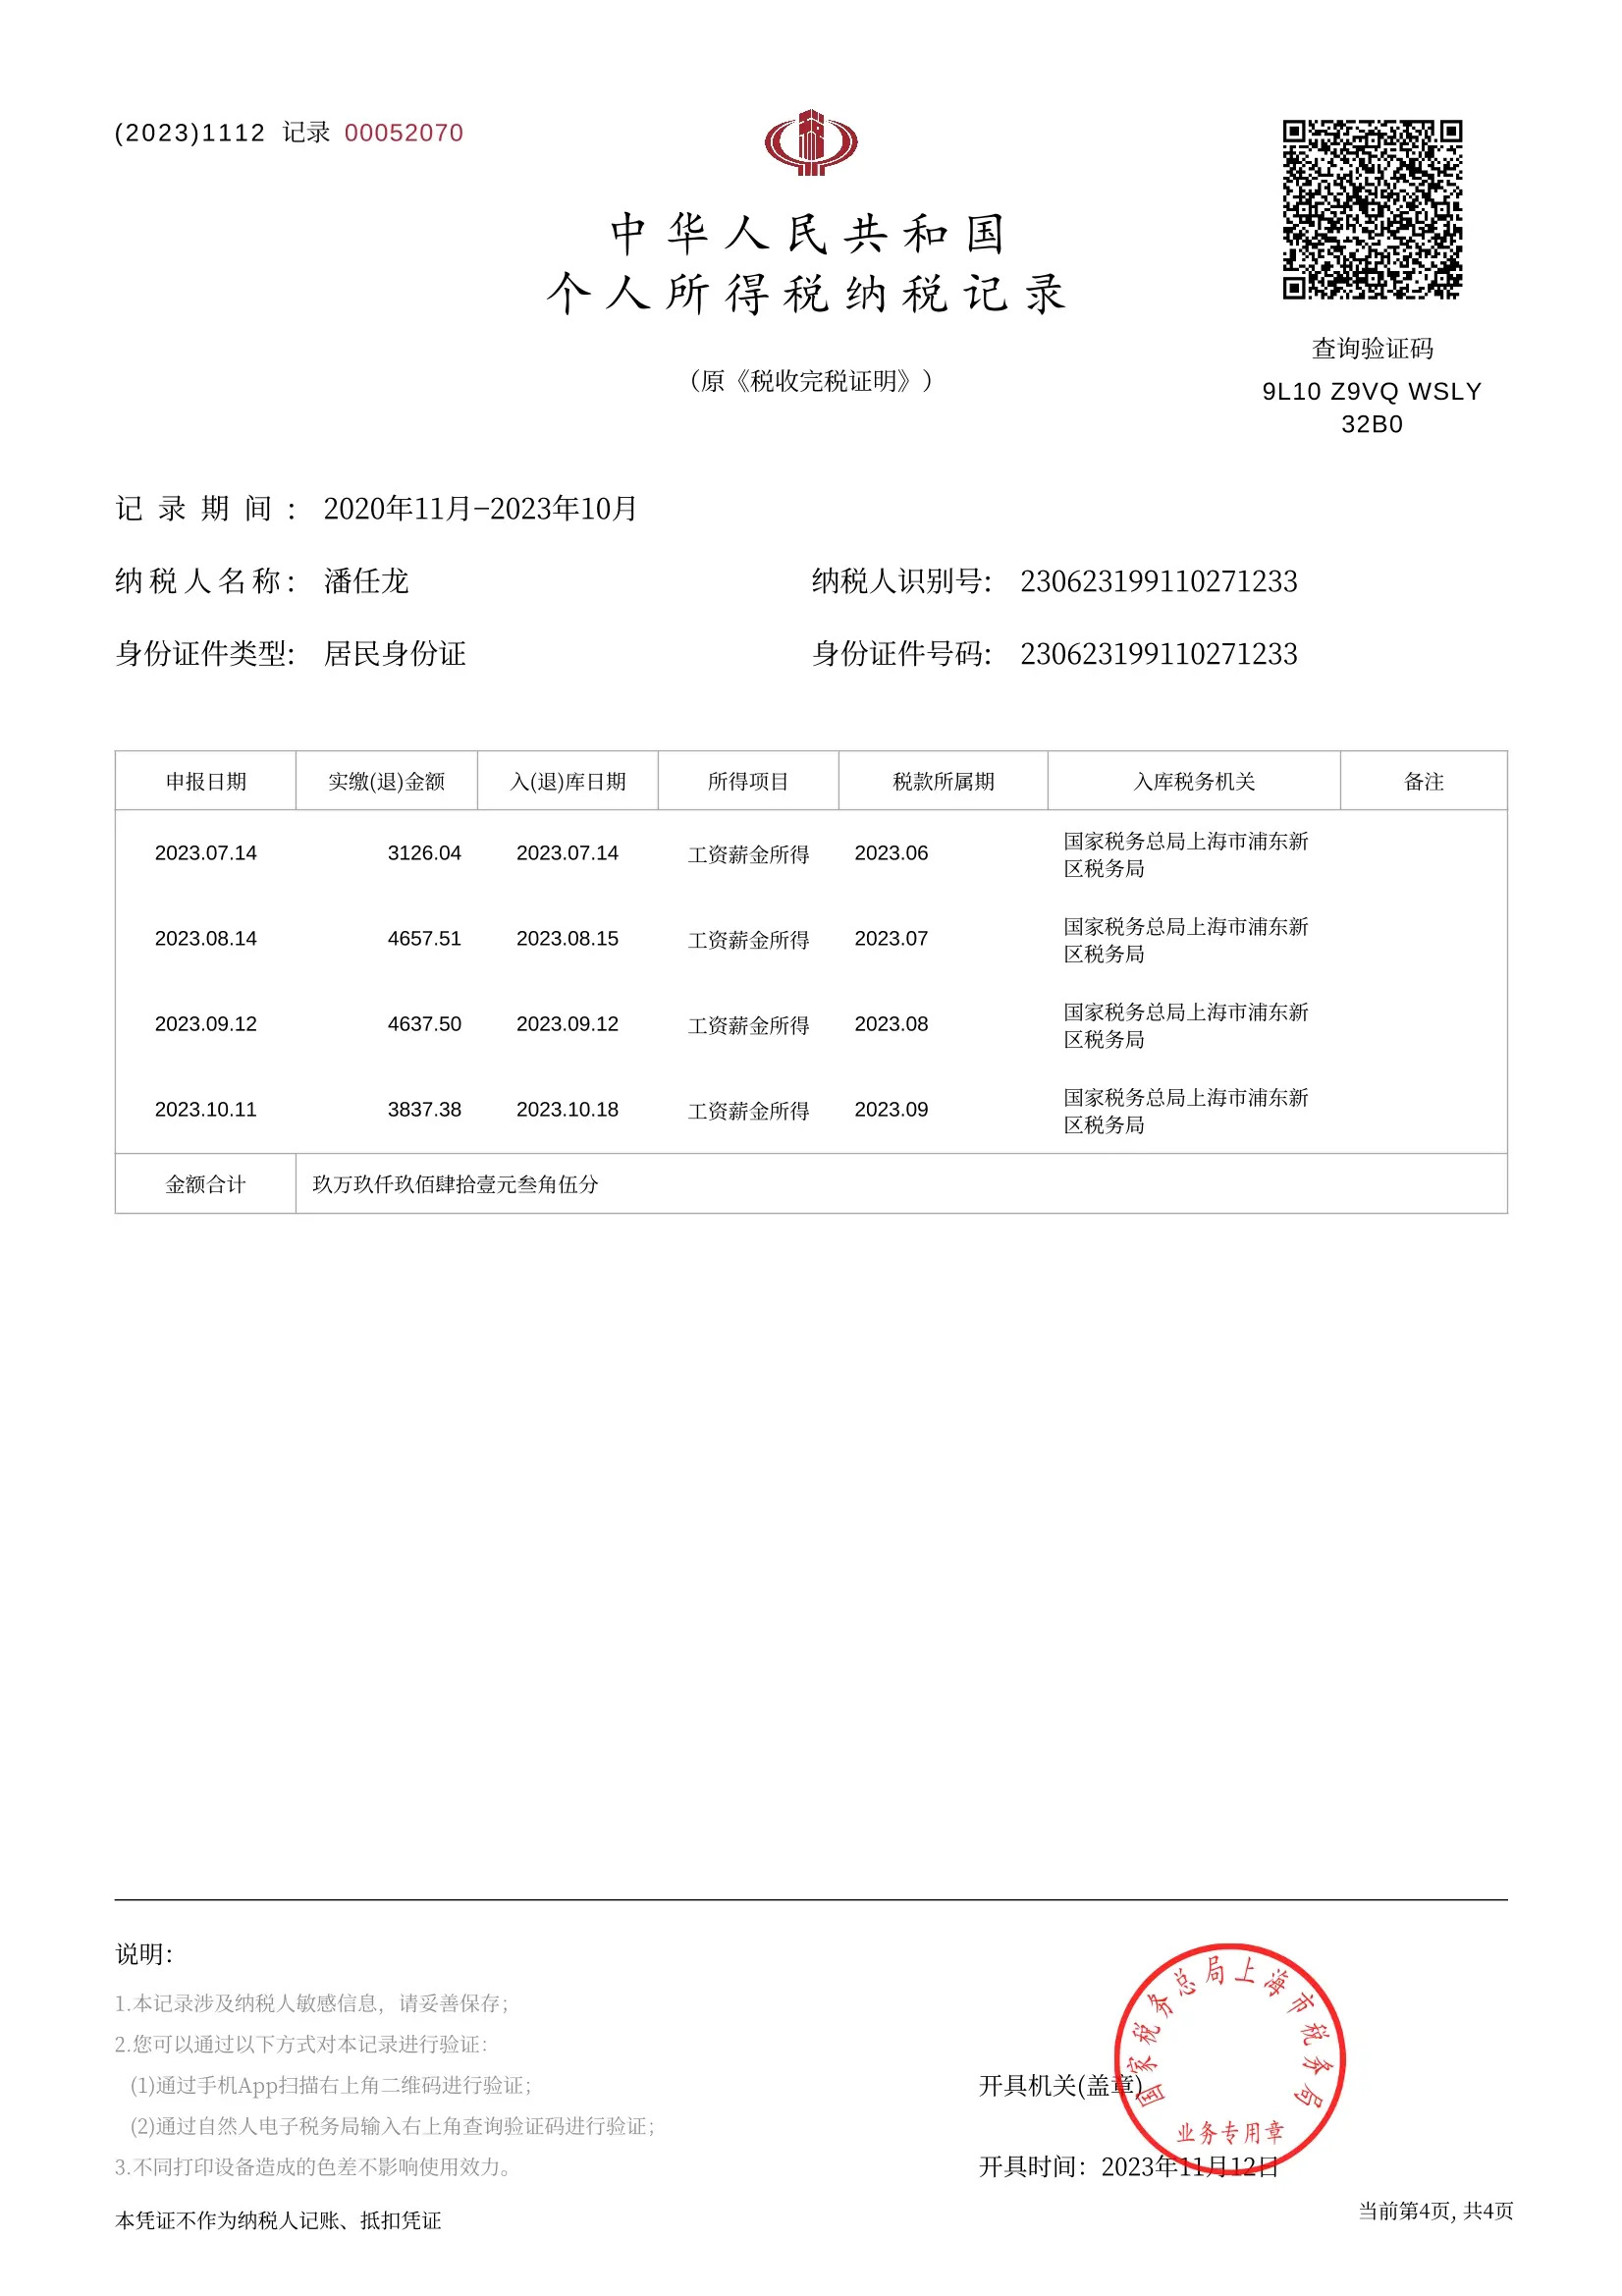 (2023)1112 记录 00052070
中华人民共和国
个人所得税纳税记录
（原《税收完税证明》）
查询验证码
9L10 Z9VQ WSLY
32B0
记录期间： 2020年11月-2023年10月
纳税人名称： 潘任龙 纳税人识别号： 230623199110271233
身份证件类型： 居民身份证 身份证件号码： 230623199110271233
申报日期 实缴(退)金额 入(退)库日期 所得项目 税款所属期 入库税务机关 备注
2023.07.14 3126.04 2023.07.14 工资薪金所得 2023.06 国家税务总局上海市浦东新
区税务局
2023.08.14 4657.51 2023.08.15 工资薪金所得 2023.07 国家税务总局上海市浦东新
区税务局
2023.09.12 4637.50 2023.09.12 工资薪金所得 2023.08 国家税务总局上海市浦东新
区税务局
2023.10.11 3837.38 2023.10.18 工资薪金所得 2023.09 国家税务总局上海市浦东新
区税务局
金额合计 玖万玖仟玖佰肆拾壹元叁角伍分
说明：
1.本记录涉及纳税人敏感信息，请妥善保存；
2.您可以通过以下方式对本记录进行验证：
(1)通过手机App扫描右上角二维码进行验证；
(2)通过自然人电子税务局输入右上角查询验证码进行验证；
3.不同打印设备造成的色差不影响使用效力。
本凭证不作为纳税人记账、抵扣凭证
开具机关(盖章)
国家税务总局上海市税务局
业务专用章
开具时间：2023年11月12日
当前第4页, 共4页